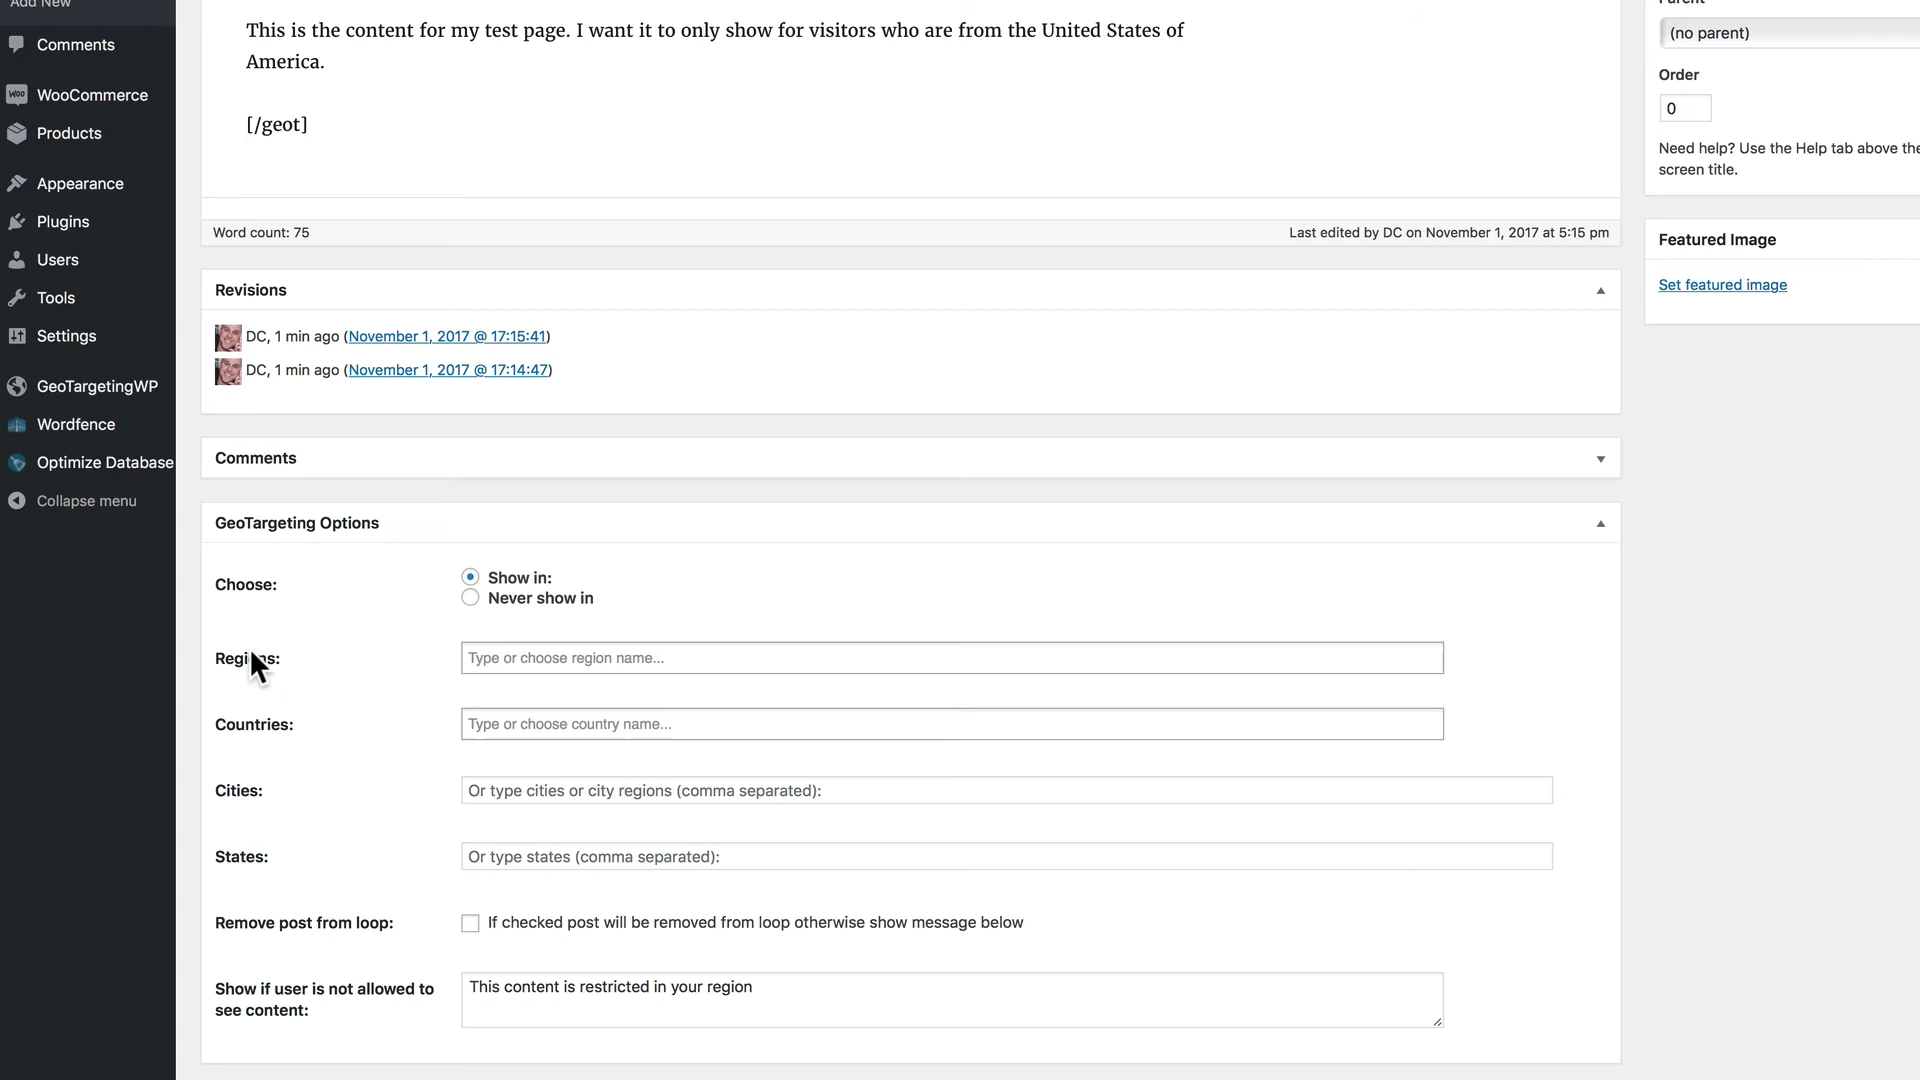 Add New
Comments
WooCommerce
Products
Appearance
Plugins
Users
Tools
Settings
GeoTargetingWP
Wordfence
Optimize Database
Collapse menu
This is the content for my test page. I want it to only show for visitors who are from the United States of
America.
[/geot]
Word count: 75
Last edited by DC on November 1, 2017 at 5:15 pm
Revisions
DC, 1 min ago (November 1, 2017 @ 17:15:41)
DC, 1 min ago (November 1, 2017 @ 17:14:47)
Comments
GeoTargeting Options
Choose:
Show in:
Never show in
Regions:
Type or choose region name...
Countries:
Type or choose country name...
Cities:
Or type cities or city regions (comma separated):
States:
Or type states (comma separated):
Remove post from loop:
If checked post will be removed from loop otherwise show message below
Show if user is not allowed to
see content:
This content is restricted in your region
Parent
(no parent)
Order
0
Need help? Use the Help tab above the
screen title.
Featured Image
Set featured image